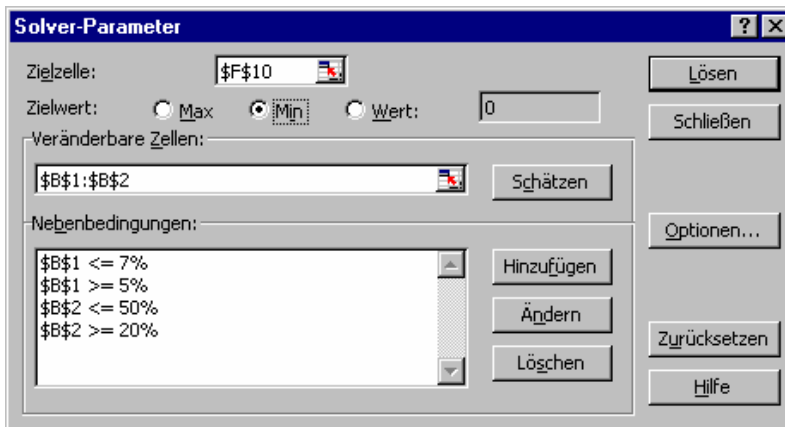 Solver-Parameter
Zielzelle: $F$10 Lösen
Zielwert: Max Min Wert: 0
Schließen
Veränderbare Zellen:
$B$1:$B$2 Schätzen
Nebenbedingungen: Optionen...
$B$1 <= 7% Hinzufügen
$B$1 >= 5%
$B$2 <= 50% Ändern
$B$2 >= 20% Zurücksetzen
Löschen
Hilfe